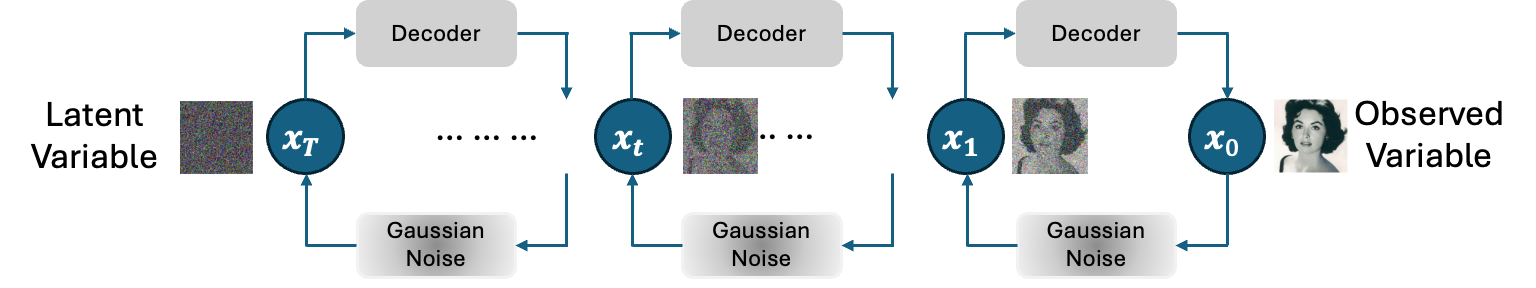 Decoder
Decoder
Decoder
Latent
Variable
x_T
... ... ...
x_t
.. ...
x_1
x_0
Observed
Variable
Gaussian
Noise
Gaussian
Noise
Gaussian
Noise